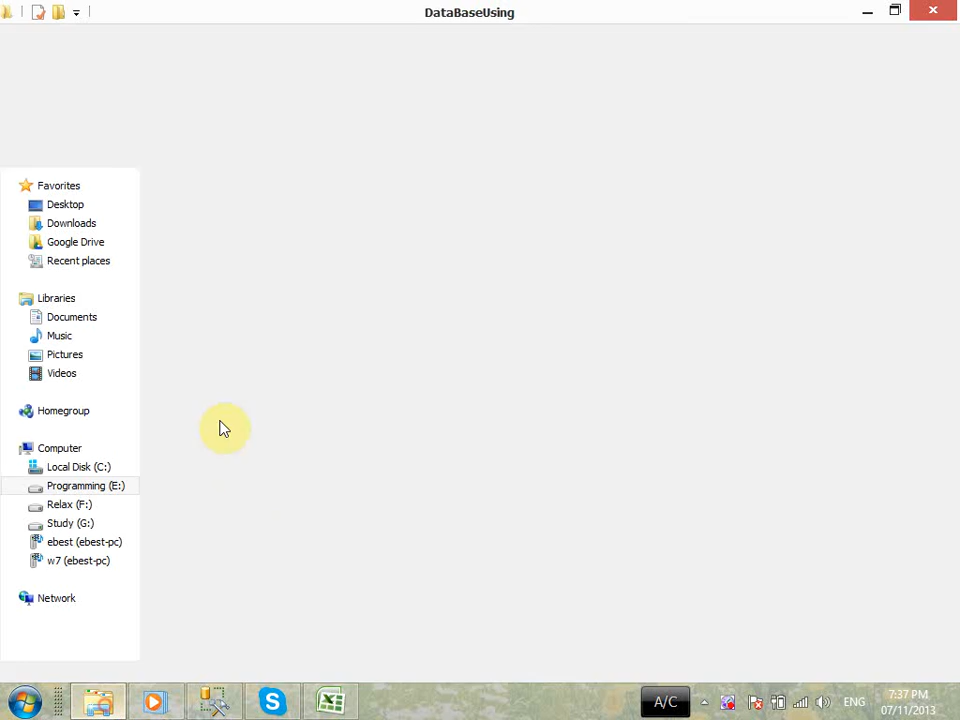 DataBaseUsing
Favorites
Desktop
Downloads
Google Drive
Recent places
Libraries
Documents
Music
Pictures
Videos
Homegroup
Computer
Local Disk (C:)
Programming (E:)
Relax (F:)
Study (G:)
ebest (ebest-pc)
w7 (ebest-pc)
Network
A/C
ENG
7:37 PM
07/11/2013